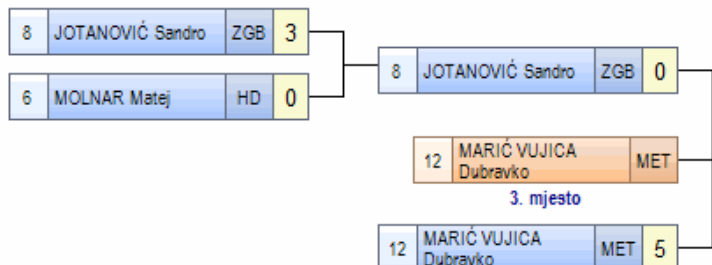 8 JOTANOVIĆ Sandro ZGB 3
6 MOLNAR Matej HD 0
8 JOTANOVIĆ Sandro ZGB 0
12 MARIĆ VUJICA Dubravko MET
3. mjesto
12 MARIĆ VUJICA Dubravko MET 5